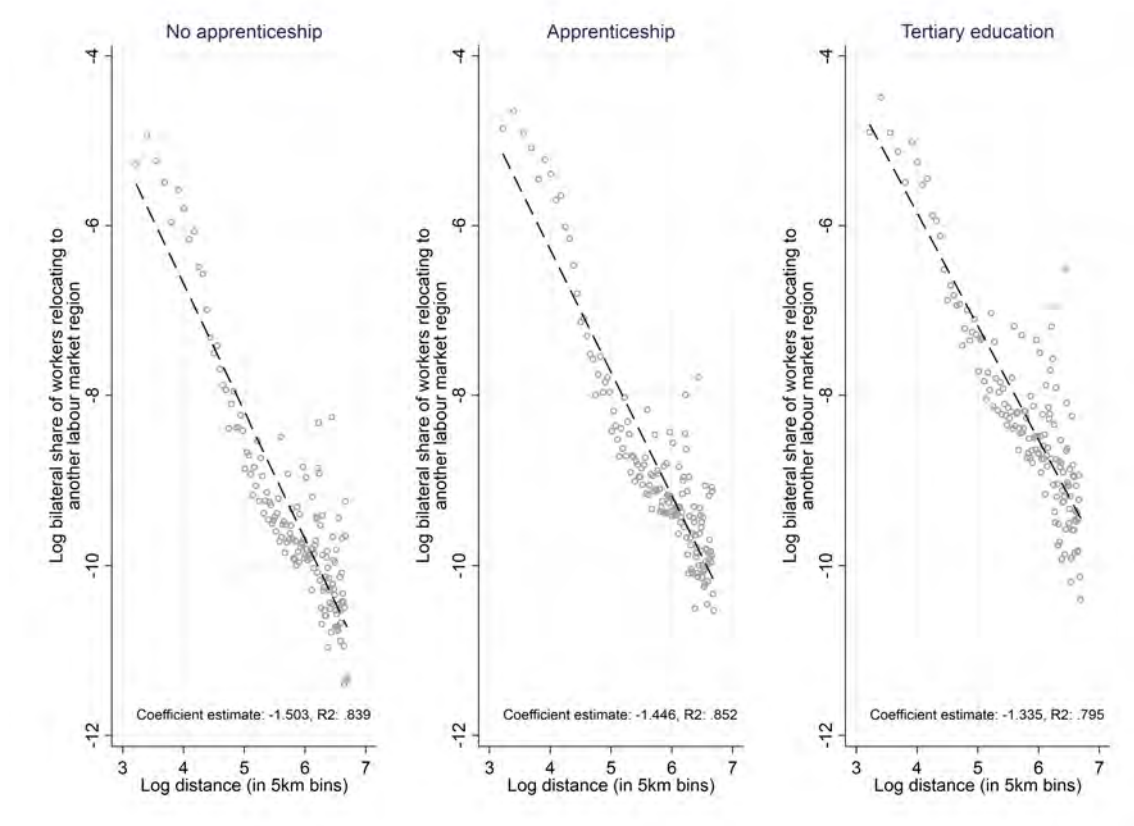 No apprenticeship
Log bilateral share of workers relocating to
another labour market region
-4
-6
-8
-10
-12
Coefficient estimate: -1.503, R2: .839
3 4 5 6 7
Log distance (in 5km bins)
Apprenticeship
Log bilateral share of workers relocating to
another labour market region
-4
-6
-8
-10
-12
Coefficient estimate: -1.446, R2: .852
3 4 5 6 7
Log distance (in 5km bins)
Tertiary education
Log bilateral share of workers relocating to
another labour market region
-4
-6
-8
-10
-12
Coefficient estimate: -1.335, R2: .795
3 4 5 6 7
Log distance (in 5km bins)